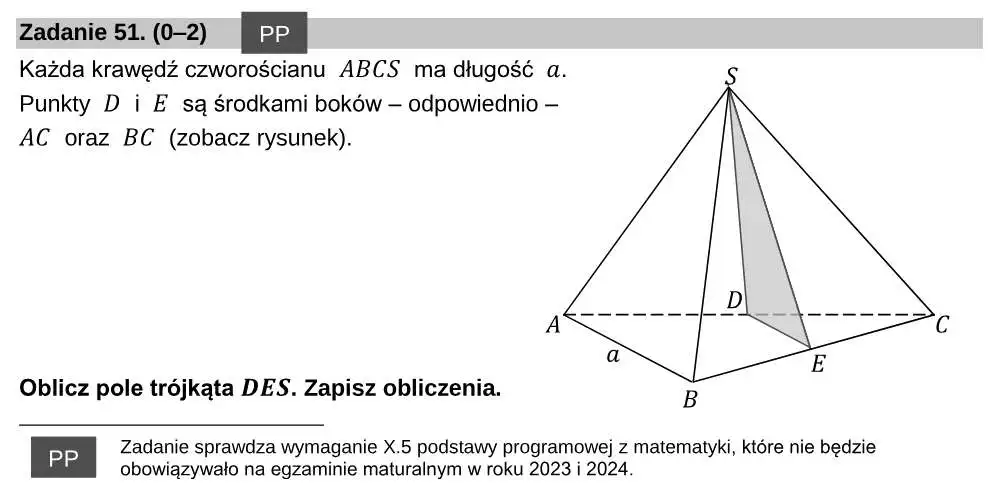 Zadanie 51. (0–2) PP
Każda krawędź czworościanu ABCS ma długość a.
Punkty D i E są środkami boków – odpowiednio –
AC oraz BC (zobacz rysunek).
S
D
A
C
a
E
B
Oblicz pole trójkąta DES. Zapisz obliczenia.
PP
Zadanie sprawdza wymaganie X.5 podstawy programowej z matematyki, które nie będzie
obowiązywało na egzaminie maturalnym w roku 2023 i 2024.